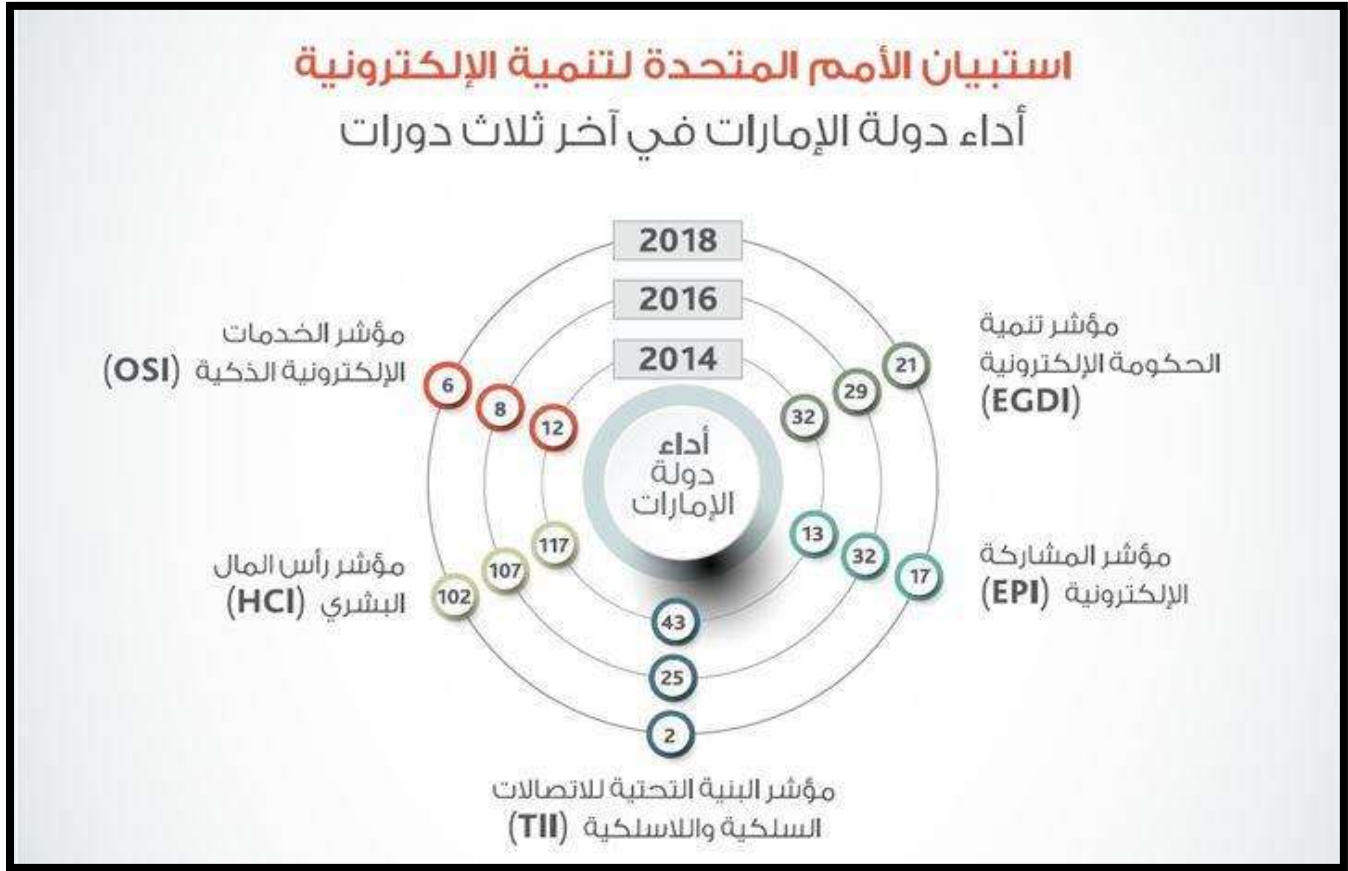 استبيان الأمم المتحدة لتنمية الإلكترونية
أداء دولة الإمارات في آخر ثلاث دورات
2018
2016
2014
مؤشر تنمية
الحكومة الإلكترونية
(EGDI)
21
29
32
مؤشر الخدمات
الإلكترونية الذكية (OSI)
6
8
12
أداء
دولة
الإمارات
مؤشر المشاركة
الإلكترونية (EPI)
13
32
17
مؤشر رأس المال
البشري (HCI)
117
107
102
43
25
2
مؤشر البنية التحتية للاتصالات
السلكية واللاسلكية (TII)